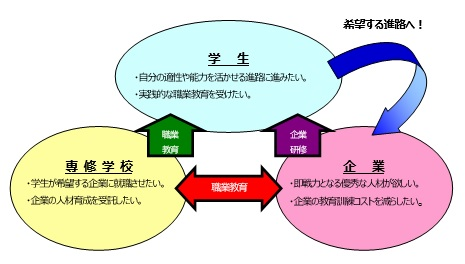 希望する進路へ!
学 生
・自分の適性や能力を活かせる進路に進みたい。
・実践的な職業教育を受けたい。
職業
教育
企業
研修
専修学校
・学生が希望する企業に就職させたい。
・企業の人材育成を受託したい。
職業教育
企 業
・即戦力となる優秀な人材が欲しい。
・企業の教育訓練コストを減らしたい。